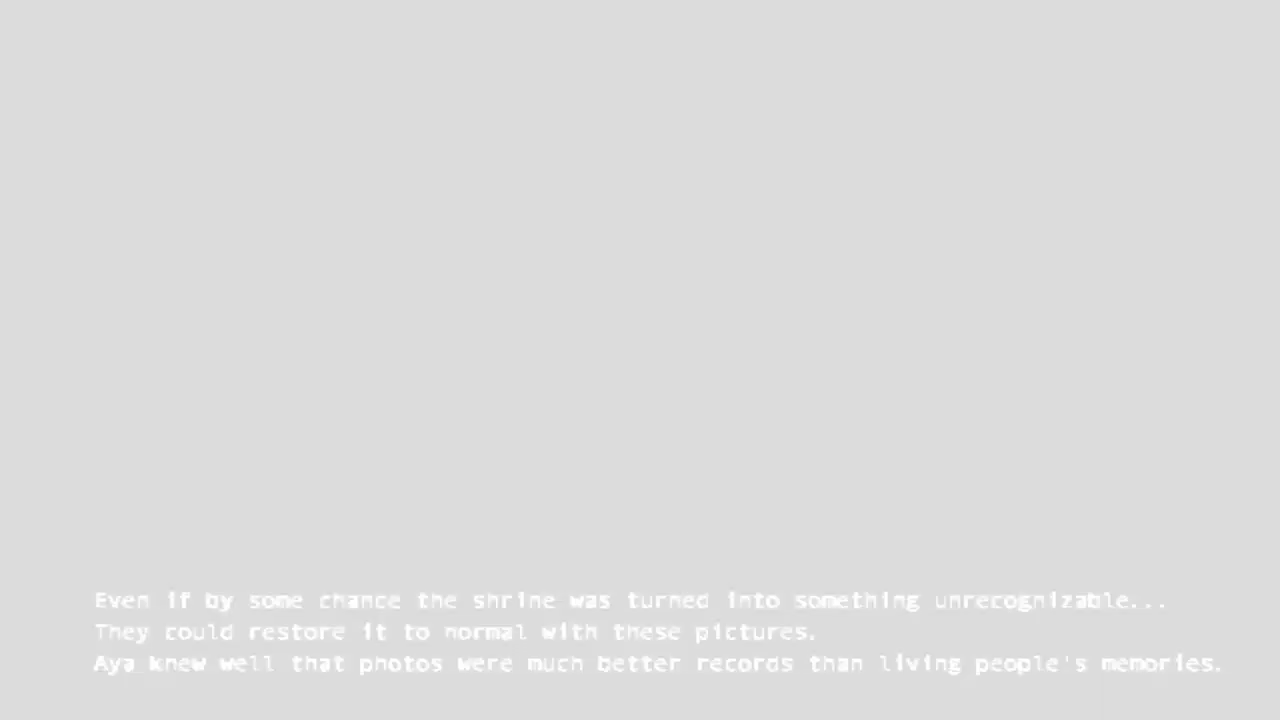 Even if by some chance the shrine was turned into something unrecognizable...
They could restore it to normal with these pictures.
Aya knew well that photos were much better records than living people's memories.